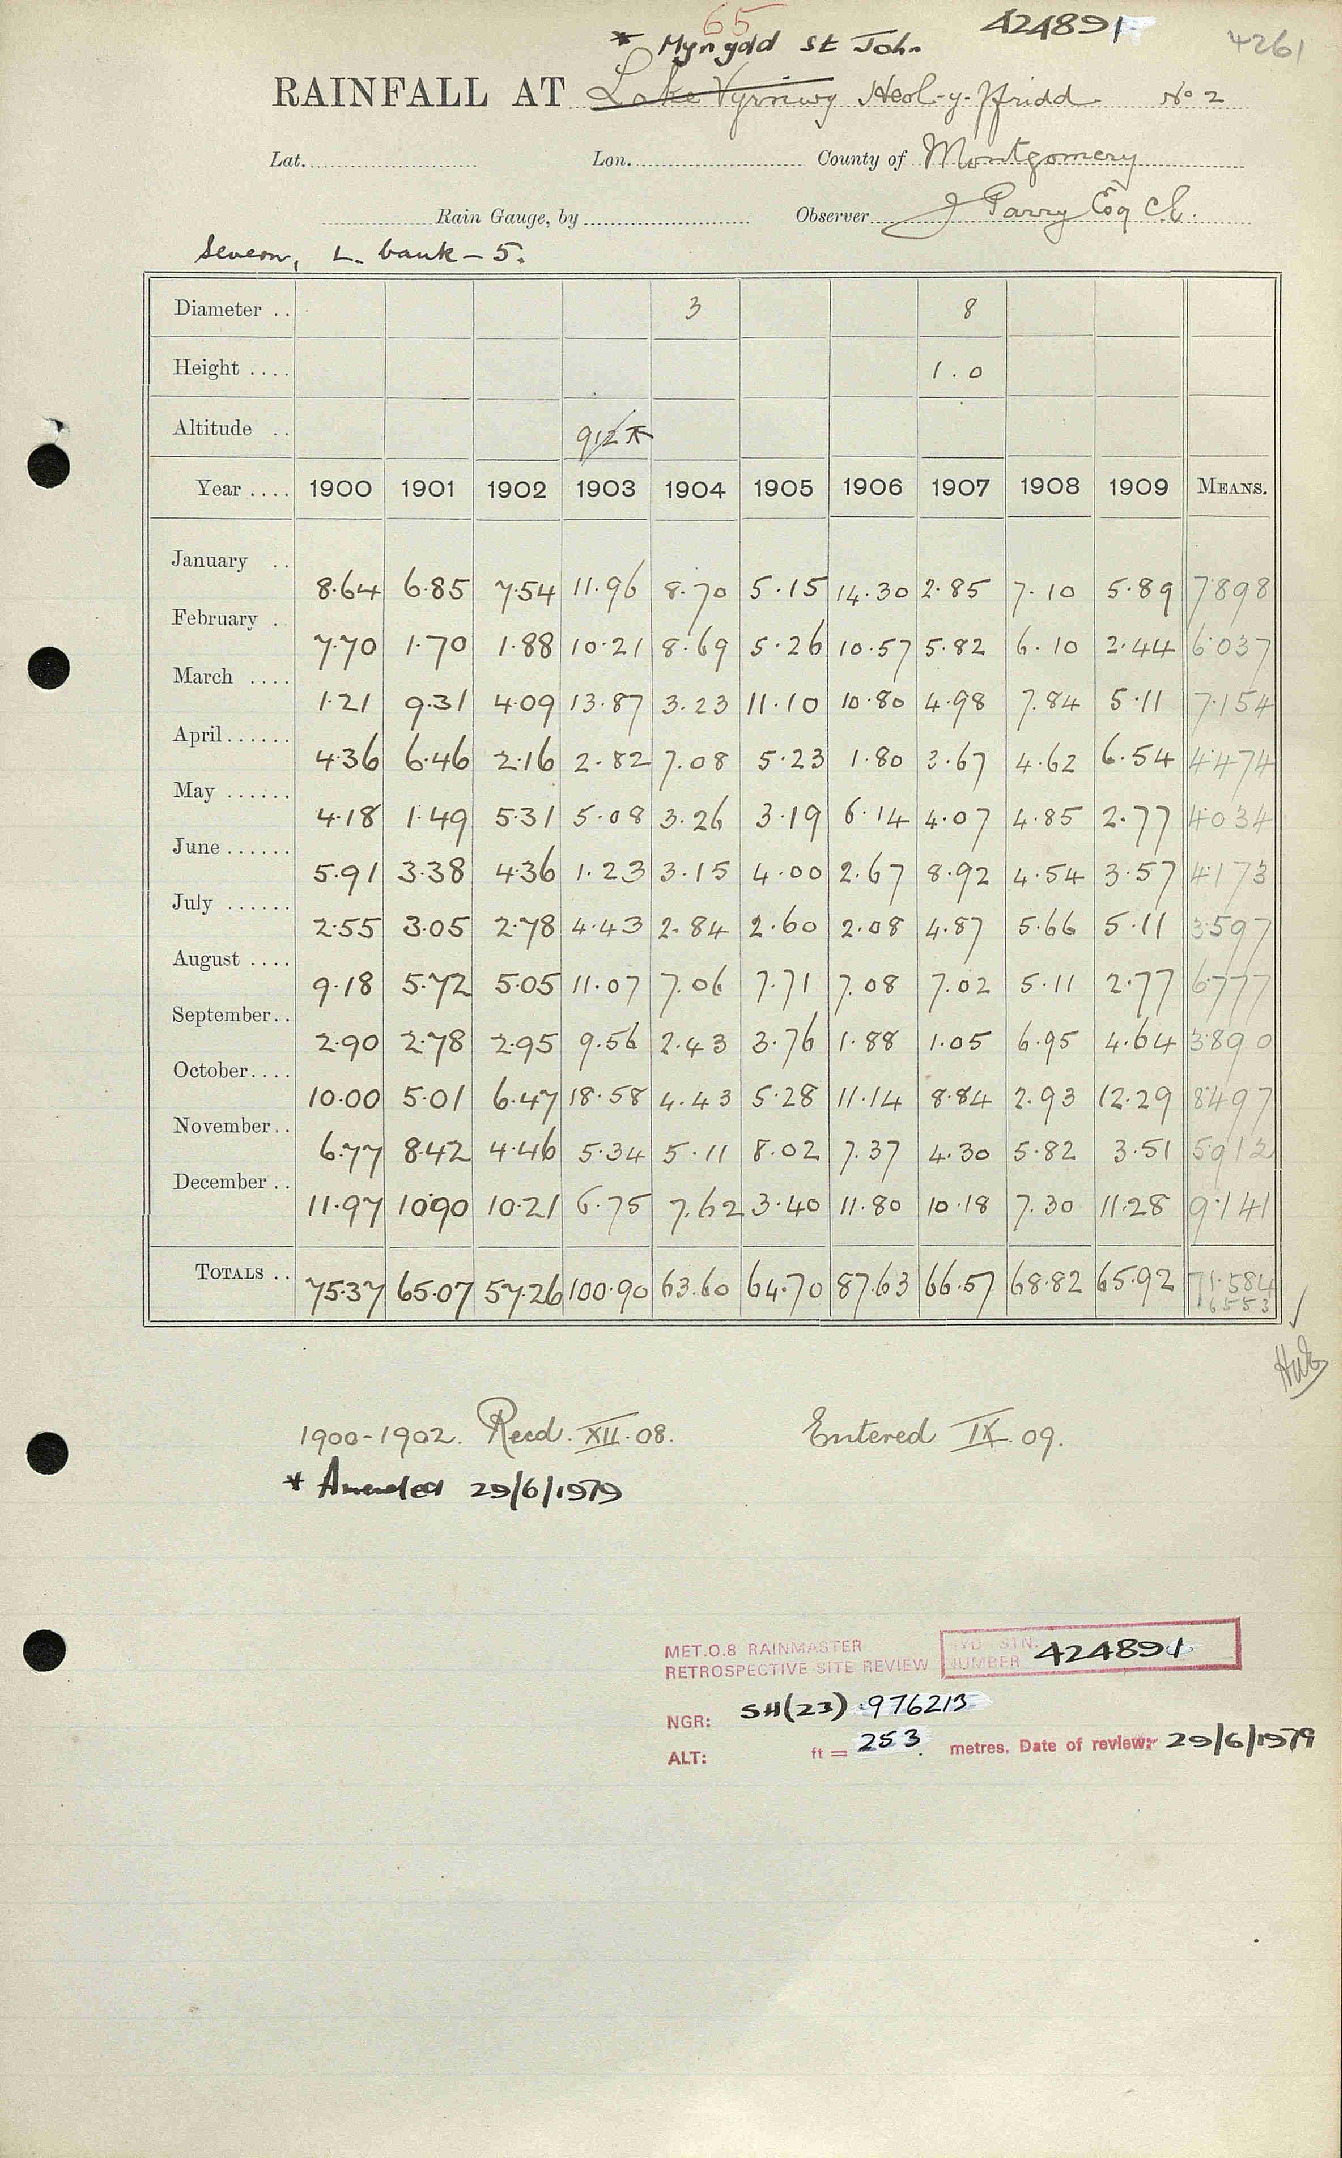 65
* Mynydd St John
424891
4261
RAINFALL AT Lake Vyrnwy Heol-y-ffridd No 2
Lat. Lon. County of Montgomery
Rain Gauge, by Observer J Parry Esq C.E.
Severn, L. bank - 5.
Diameter .. 3 8
Height .... 1.0
Altitude .. 912 *
Year .... 1900 1901 1902 1903 1904 1905 1906 1907 1908 1909 MEANS.
January .. 8.64 6.85 7.54 11.96 8.70 5.15 14.30 2.85 7.10 5.89 7.898
February . 7.70 1.70 1.88 10.21 8.69 5.26 10.57 5.82 6.10 2.44 6.037
March .... 1.21 9.31 4.09 13.87 3.23 11.10 10.80 4.98 7.84 5.11 7.154
April...... 4.36 6.46 2.16 2.82 7.08 5.23 1.80 3.67 4.62 6.54 4.474
May ...... 4.18 1.49 5.31 5.08 3.26 3.19 6.14 4.07 4.85 2.77 4034
June ...... 5.91 3.38 4.36 1.23 3.15 4.00 2.67 8.92 4.54 3.57 4173
July ...... 2.55 3.05 2.78 4.43 2.84 2.60 2.08 4.87 5.66 5.11 3.597
August .... 9.18 5.72 5.05 11.07 7.06 7.71 7.08 7.02 5.11 2.77 6777
September.. 2.90 2.78 2.95 9.56 2.43 3.76 1.88 1.05 6.95 4.64 3890
October.... 10.00 5.01 6.47 18.58 4.43 5.28 11.14 8.84 2.93 12.29 8497
November.. 6.77 8.42 4.46 5.34 5.11 8.02 7.37 4.30 5.82 3.51 5912
December .. 11.97 10.90 10.21 6.75 7.62 3.40 11.80 10.18 7.30 11.28 9.141
TOTALS .. 75.37 65.07 57.26 100.90 63.60 64.70 87.63 66.57 68.82 65.92 71.584
6553
1900-1902. Recd. XII.08. Entered IX.09.
* Amended 29/6/1979
MET.O.8 RAINMASTER
RETROSPECTIVE SITE REVIEW
HYD STN. NUMBER 424891
NGR: SH(23) 976213
ALT: ft = 253 metres. Date of review: 29/6/1979